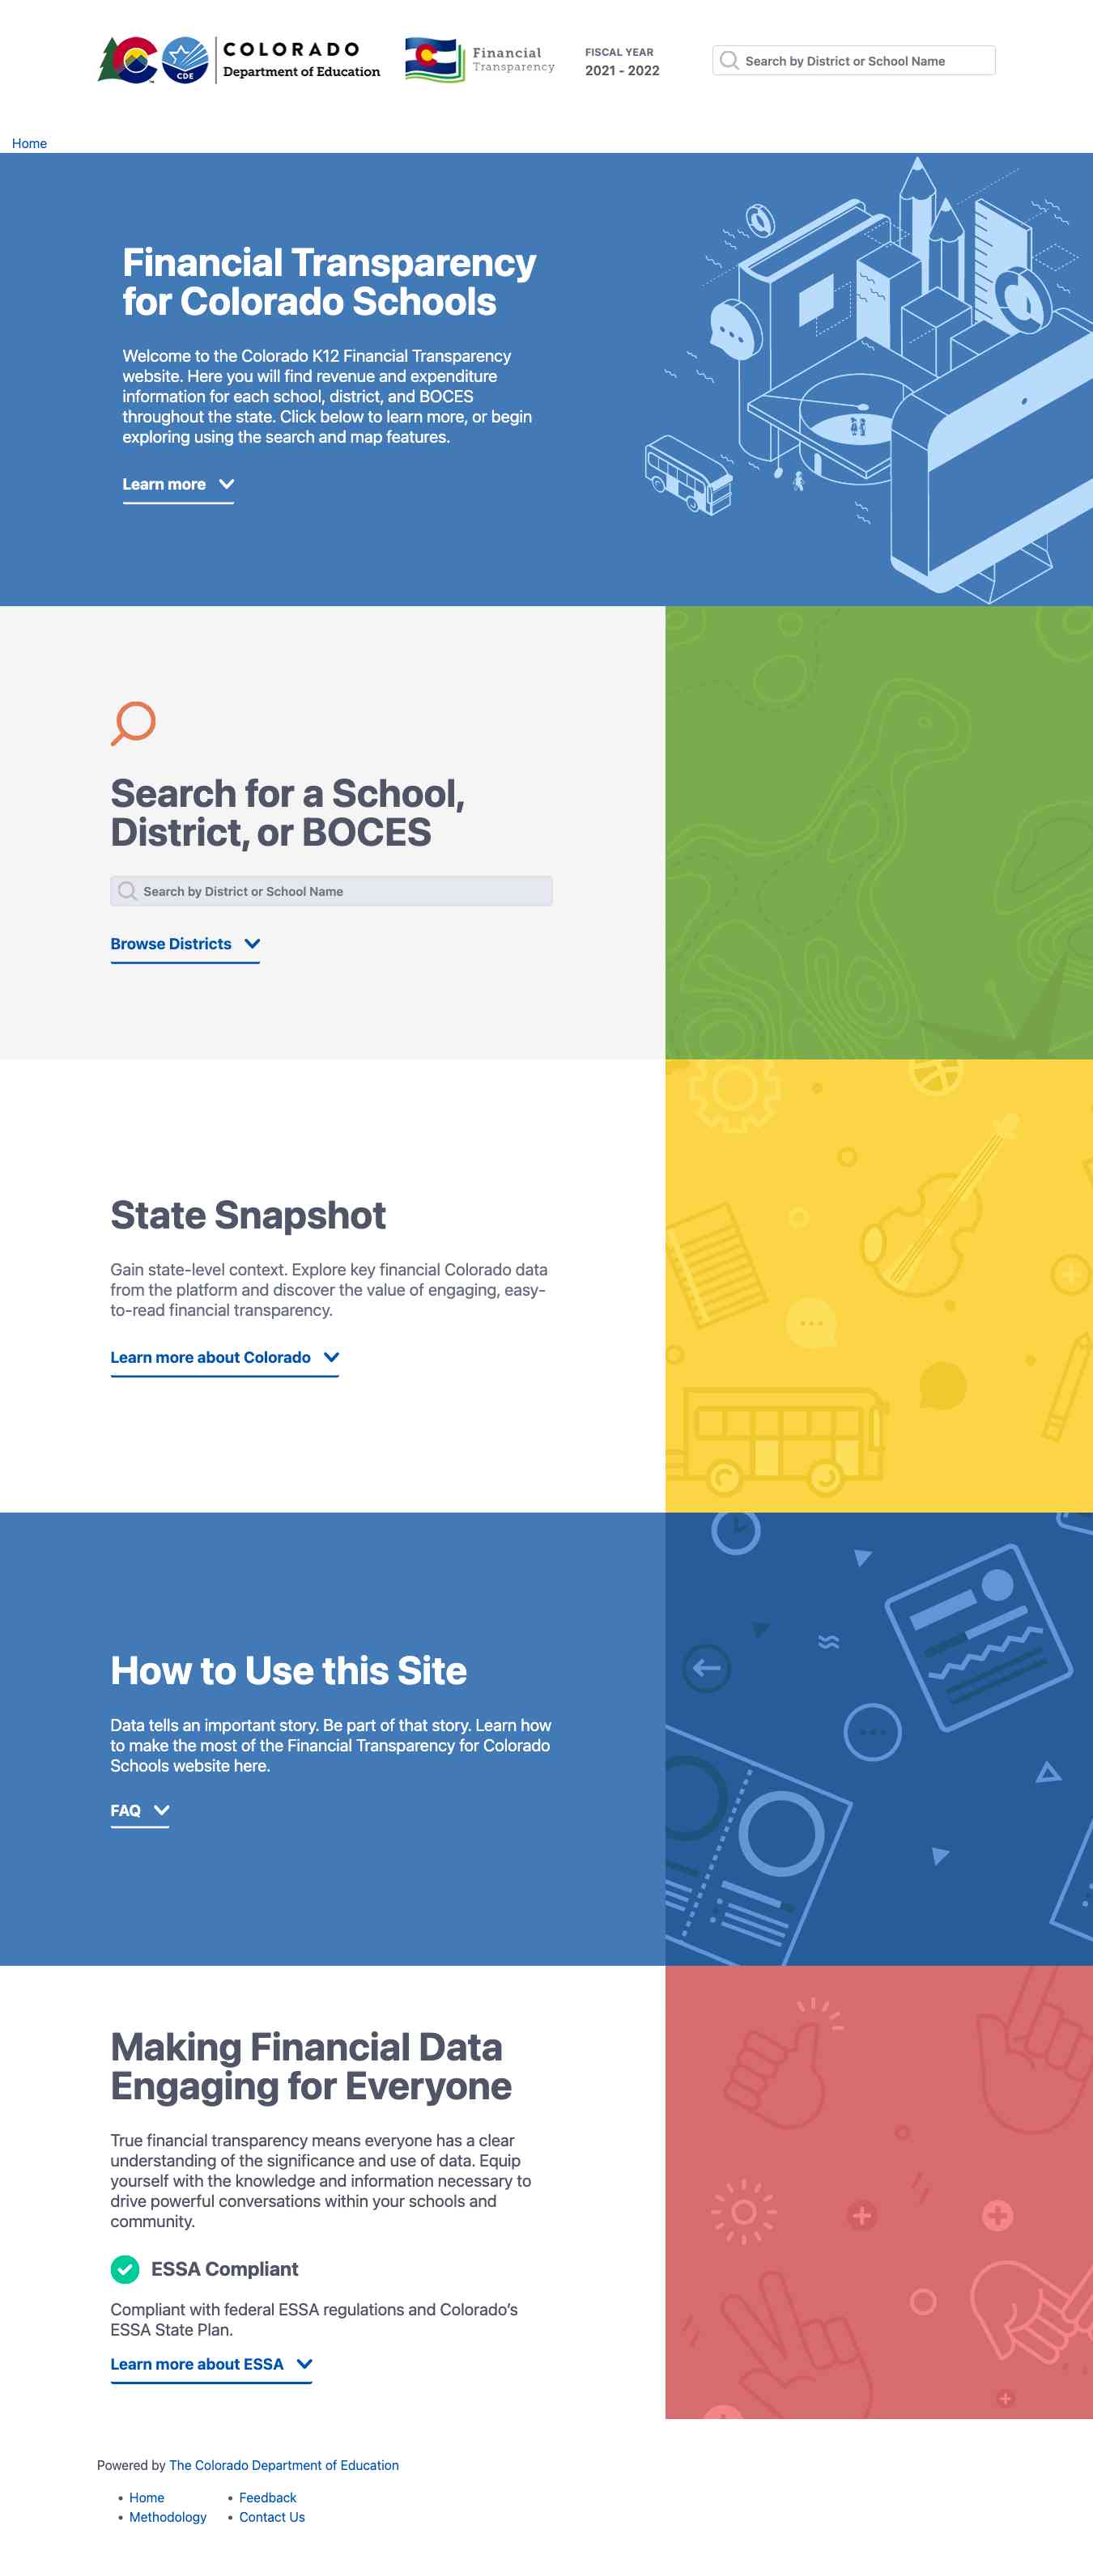 COLORADO
Department of Education
CDE
Financial
Transparency
FISCAL YEAR
2021 - 2022
Search by District or School Name
Home
Financial Transparency
for Colorado Schools
Welcome to the Colorado K12 Financial Transparency
website. Here you will find revenue and expenditure
information for each school, district, and BOCES
throughout the state. Click below to learn more, or begin
exploring using the search and map features.
Learn more
Search for a School,
District, or BOCES
Search by District or School Name
Browse Districts
State Snapshot
Gain state-level context. Explore key financial Colorado data
from the platform and discover the value of engaging, easy-
to-read financial transparency.
Learn more about Colorado
How to Use this Site
Data tells an important story. Be part of that story. Learn how
to make the most of the Financial Transparency for Colorado
Schools website here.
FAQ
Making Financial Data
Engaging for Everyone
True financial transparency means everyone has a clear
understanding of the significance and use of data. Equip
yourself with the knowledge and information necessary to
drive powerful conversations within your schools and
community.
ESSA Compliant
Compliant with federal ESSA regulations and Colorado’s
ESSA State Plan.
Learn more about ESSA
Powered by The Colorado Department of Education
• Home
• Feedback
• Methodology
• Contact Us